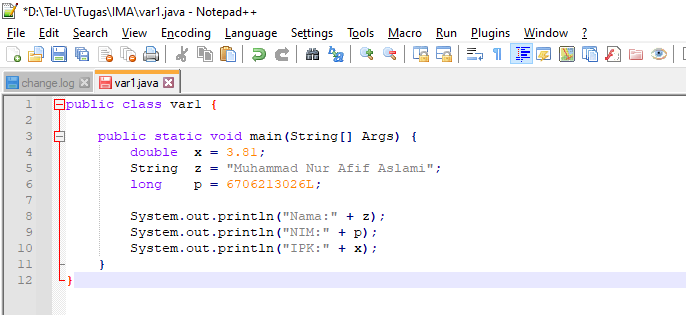 *D:\Tel-U\Tugas\IMA\var1.java - Notepad++
File Edit Search View Encoding Language Settings Tools Macro Run Plugins Window ?
change.log var1.java
1 public class var1 {
2
3 public static void main(String[] Args) {
4 double x = 3.81;
5 String z = "Muhammad Nur Afif Aslami";
6 long p = 6706213026L;
7
8 System.out.println("Nama:" + z);
9 System.out.println("NIM:" + p);
10 System.out.println("IPK:" + x);
11 }
12 }